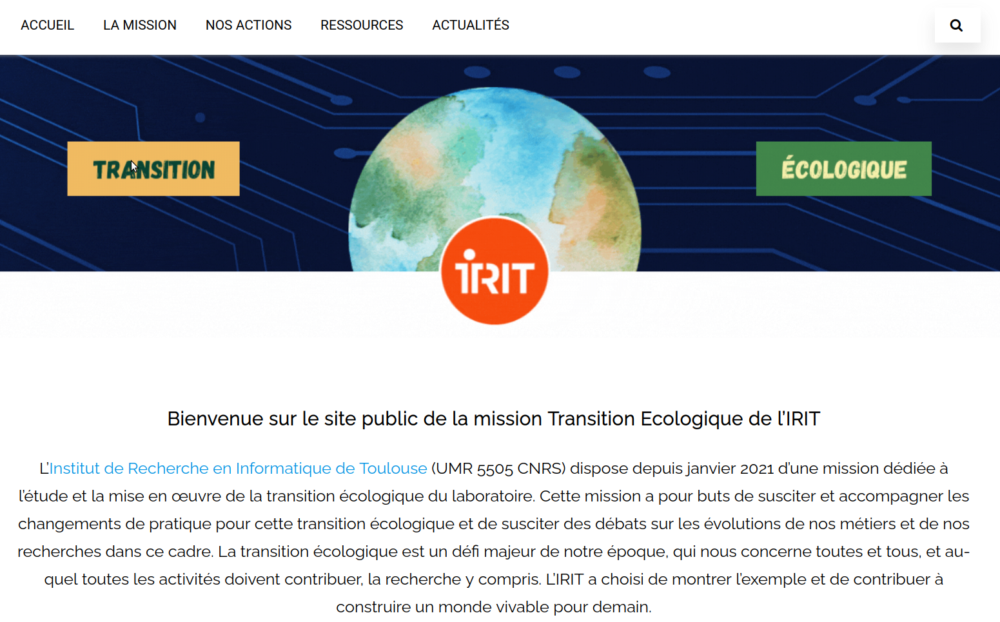 ACCUEIL LA MISSION NOS ACTIONS RESSOURCES ACTUALITÉS
TRANSITION
ÉCOLOGIQUE
IRIT
Bienvenue sur le site public de la mission Transition Ecologique de l’IRIT
L’Institut de Recherche en Informatique de Toulouse (UMR 5505 CNRS) dispose depuis janvier 2021 d’une mission dédiée à
l’étude et la mise en œuvre de la transition écologique du laboratoire. Cette mission a pour buts de susciter et accompagner les
changements de pratique pour cette transition écologique et de susciter des débats sur les évolutions de nos métiers et de nos
recherches dans ce cadre. La transition écologique est un défi majeur de notre époque, qui nous concerne toutes et tous, et au-
quel toutes les activités doivent contribuer, la recherche y compris. L’IRIT a choisi de montrer l’exemple et de contribuer à
construire un monde vivable pour demain.